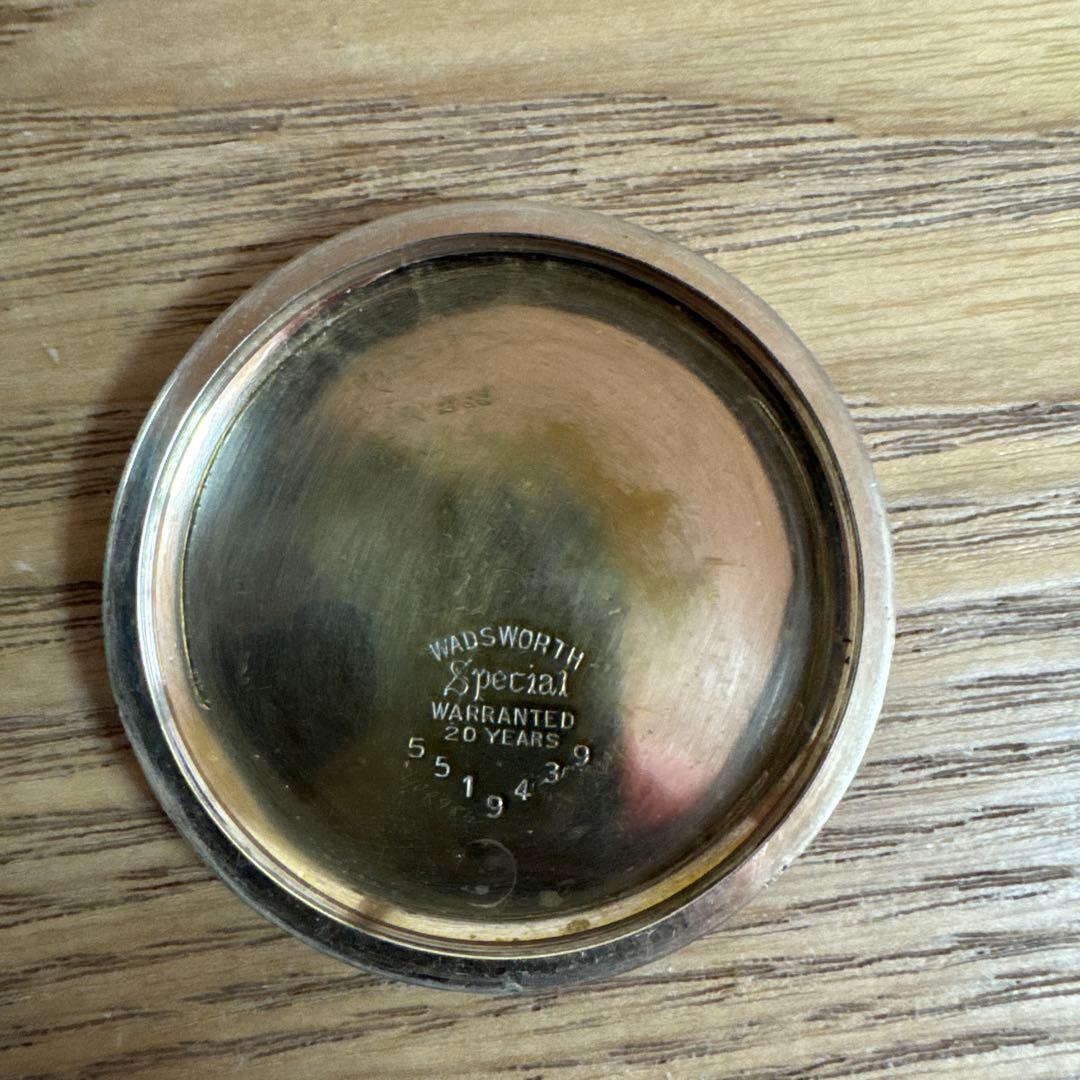 WADSWORTH
Special
WARRANTED
20 YEARS
5519439